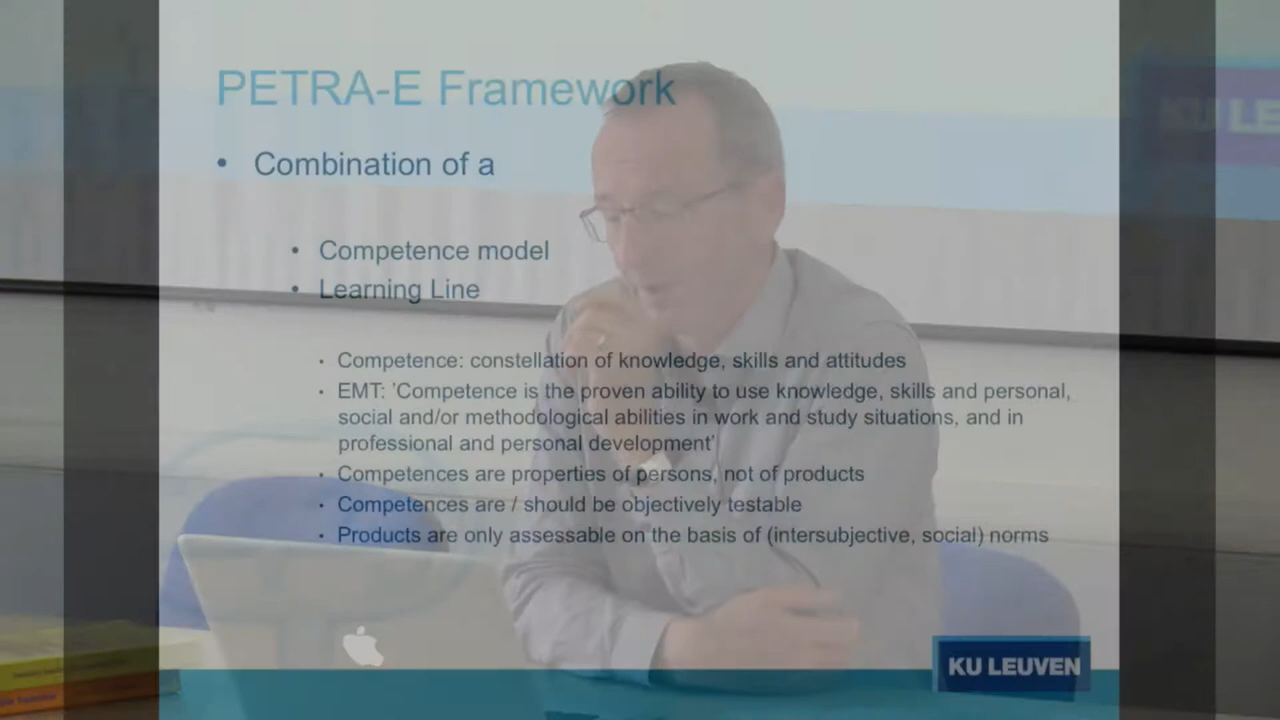 PETRA-E Framework
• Combination of a
• Competence model
• Learning Line
• Competence: constellation of knowledge, skills and attitudes
• EMT: ’Competence is the proven ability to use knowledge, skills and personal,
social and/or methodological abilities in work and study situations, and in
professional and personal development’
• Competences are properties of persons, not of products
• Competences are / should be objectively testable
• Products are only assessable on the basis of (intersubjective, social) norms
KU LEUVEN
KU LE